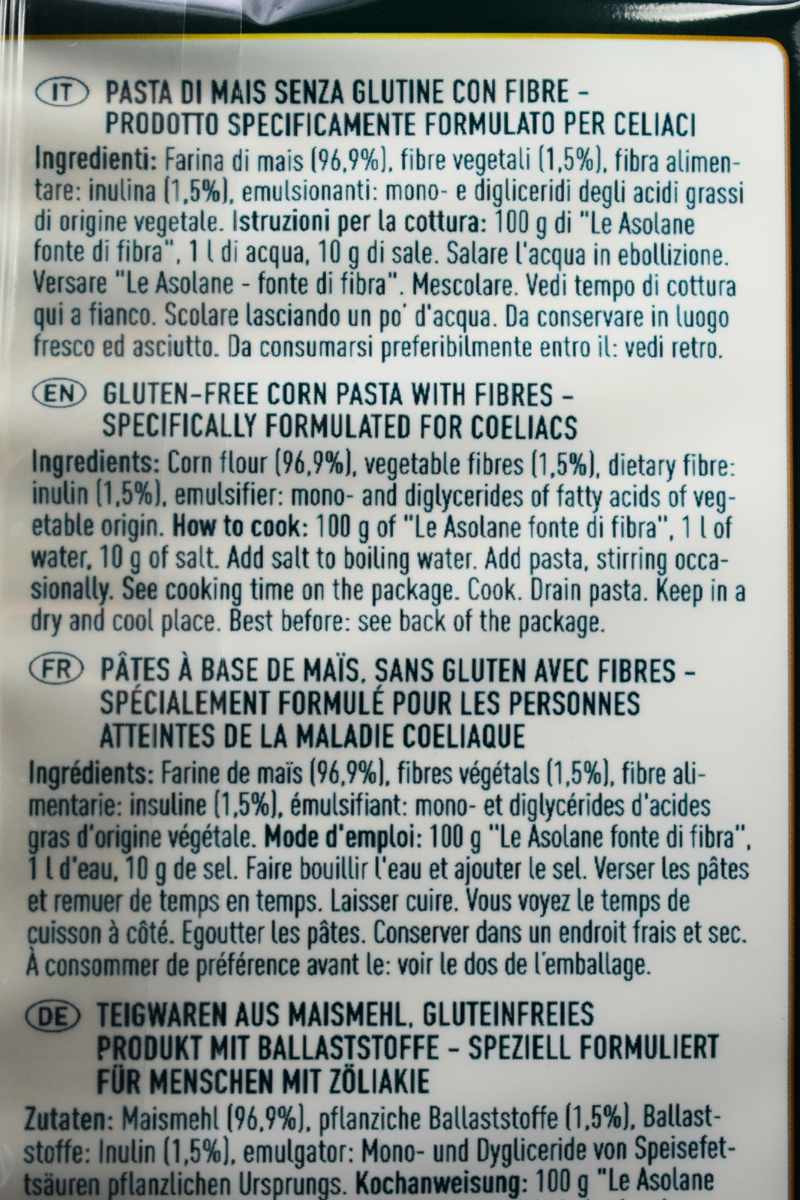 IT PASTA DI MAIS SENZA GLUTINE CON FIBRE -
PRODOTTO SPECIFICAMENTE FORMULATO PER CELIACI
Ingredienti: Farina di mais (96,9%), fibre vegetali (1,5%), fibra alimen-
tare: inulina (1,5%), emulsionanti: mono- e digliceridi degli acidi grassi
di origine vegetale. Istruzioni per la cottura: 100 g di "Le Asolane
fonte di fibra", 1 l di acqua, 10 g di sale. Salare l'acqua in ebollizione.
Versare "Le Asolane - fonte di fibra". Mescolare. Vedi tempo di cottura
qui a fianco. Scolare lasciando un po' d'acqua. Da conservare in luogo
fresco ed asciutto. Da consumarsi preferibilmente entro il: vedi retro.
EN GLUTEN-FREE CORN PASTA WITH FIBRES -
SPECIFICALLY FORMULATED FOR COELIACS
Ingredients: Corn flour (96,9%), vegetable fibres (1,5%), dietary fibre:
inulin (1,5%), emulsifier: mono- and diglycerides of fatty acids of veg-
etable origin. How to cook: 100 g of "Le Asolane fonte di fibra", 1 l of
water, 10 g of salt. Add salt to boiling water. Add pasta, stirring occa-
sionally. See cooking time on the package. Cook. Drain pasta. Keep in a
dry and cool place. Best before: see back of the package.
FR PÂTES À BASE DE MAÏS, SANS GLUTEN AVEC FIBRES -
SPÉCIALEMENT FORMULÉ POUR LES PERSONNES
ATTEINTES DE LA MALADIE COELIAQUE
Ingrédients: Farine de maïs (96,9%), fibres végétals (1,5%), fibre ali-
mentarie: insuline (1,5%), émulsifiant: mono- et diglycérides d'acides
gras d'origine végétale. Mode d'emploi: 100 g "Le Asolane fonte di fibra",
1 l d'eau, 10 g de sel. Faire bouillir l'eau et ajouter le sel. Verser les pâtes
et remuer de temps en temps. Laisser cuire. Vous voyez le temps de
cuisson à côté. Egoutter les pâtes. Conserver dans un endroit frais et sec.
À consommer de préférence avant le: voir le dos de l'emballage.
DE TEIGWAREN AUS MAISMEHL, GLUTEINFREIES
PRODUKT MIT BALLASTSTOFFE - SPEZIELL FORMULIERT
FÜR MENSCHEN MIT ZÖLIAKIE
Zutaten: Maismehl (96,9%), pflanziche Ballaststoffe (1,5%), Ballast-
stoffe: Inulin (1,5%), emulgator: Mono- und Dygliceride von Speisefet-
tsäuren pflanzlichen Ursprungs. Kochanweisung: 100 g "Le Asolane